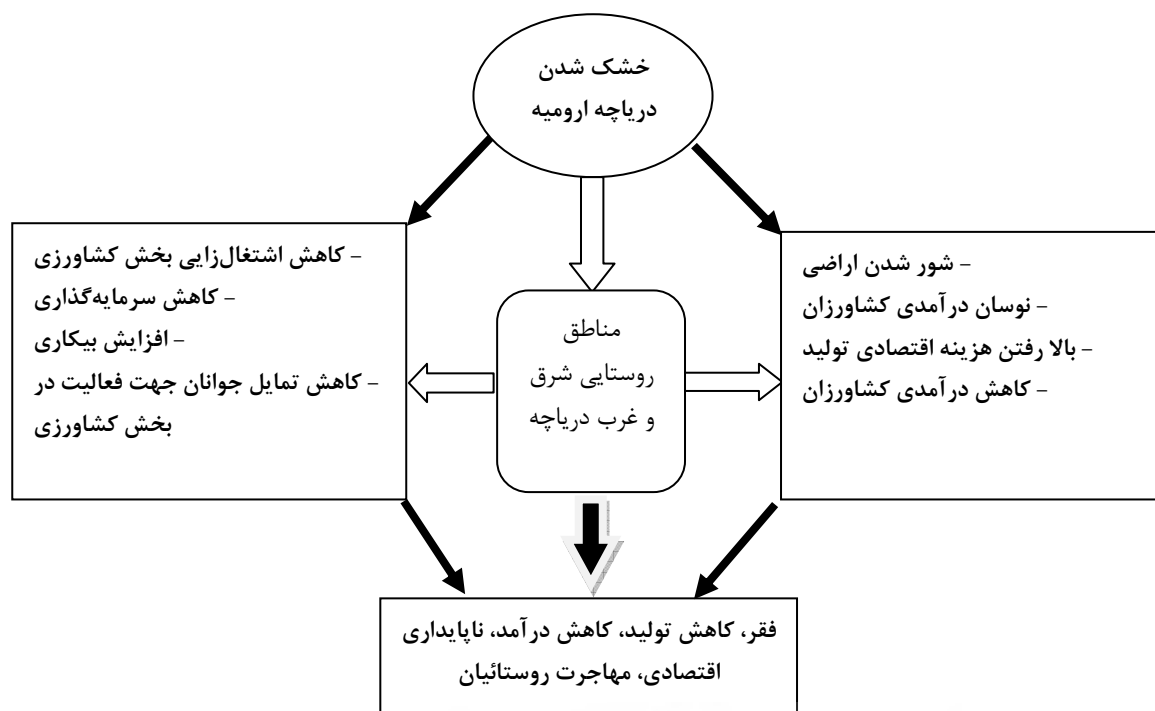 خشک شدن
دریاچه ارومیه
– شور شدن اراضی
– نوسان درآمدی کشاورزان
– بالا رفتن هزینه اقتصادی تولید
– کاهش درآمدی کشاورزان
مناطق
روستایی شرق
و غرب دریاچه
– کاهش اشتغال‌زایی بخش کشاورزی
– کاهش سرمایه‌گذاری
– افزایش بیکاری
– کاهش تمایل جوانان جهت فعالیت در
بخش کشاورزی
فقر، کاهش تولید، کاهش درآمد، ناپایداری
اقتصادی، مهاجرت روستائیان